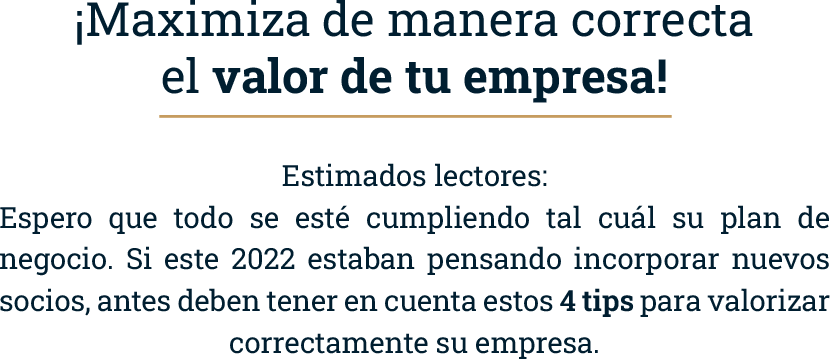 ¡Maximiza de manera correcta
el valor de tu empresa!
Estimados lectores:
Espero que todo se esté cumpliendo tal cuál su plan de
negocio. Si este 2022 estaban pensando incorporar nuevos
socios, antes deben tener en cuenta estos 4 tips para valorizar
correctamente su empresa.